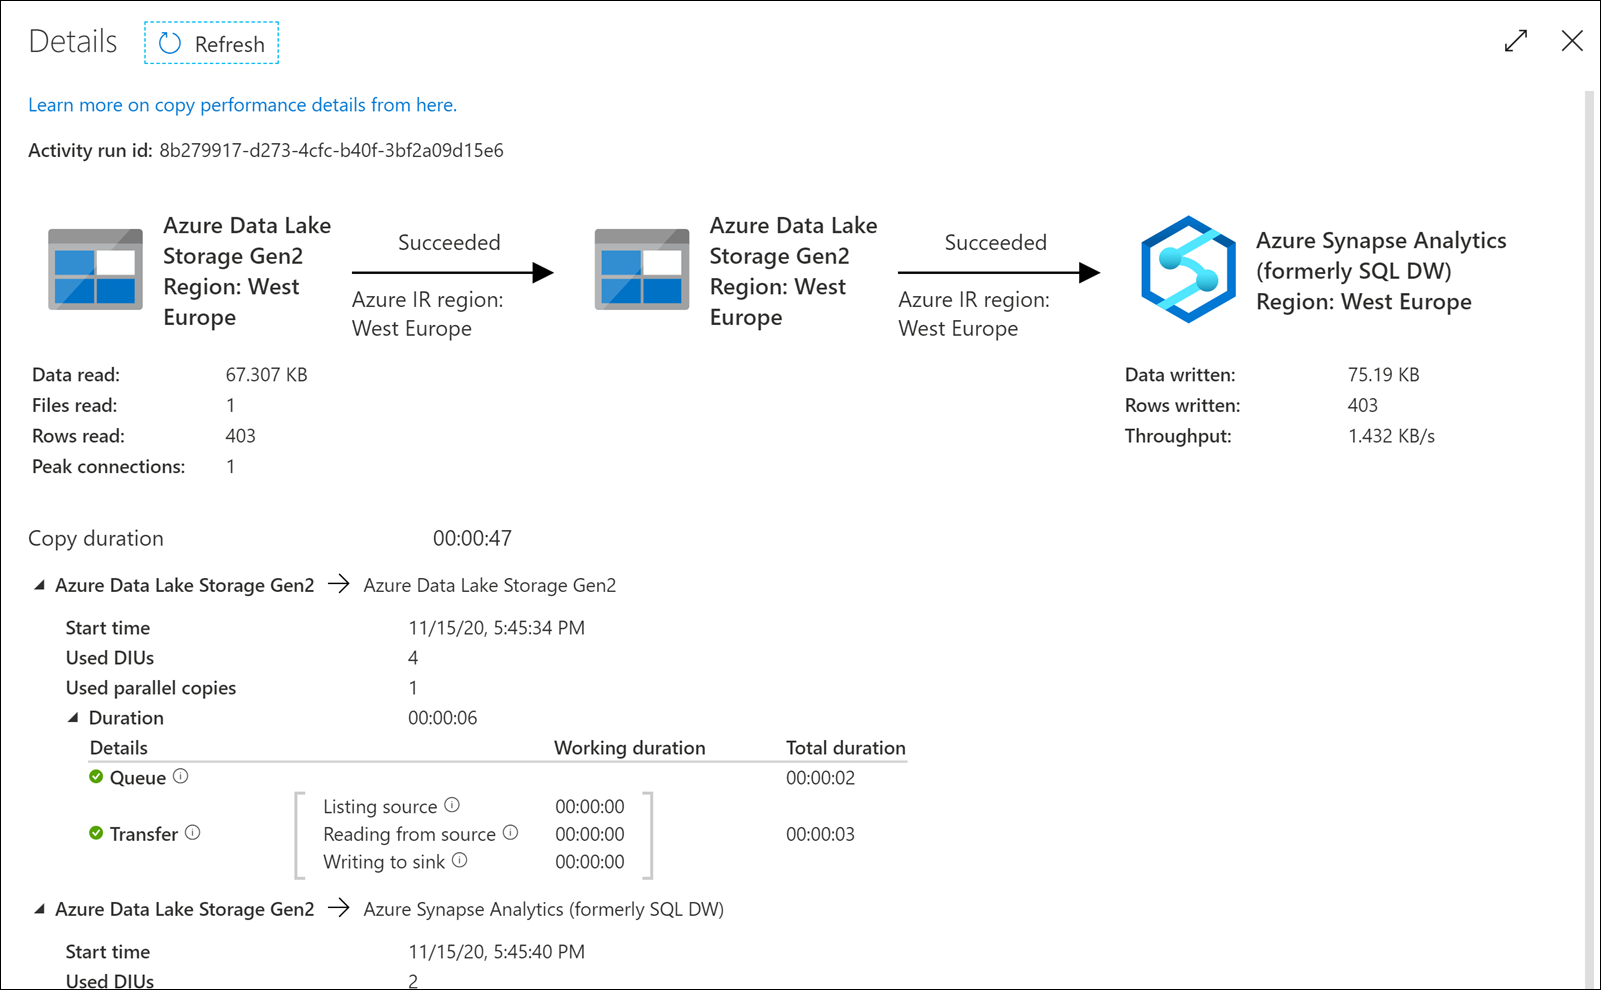 Details
Refresh
Learn more on copy performance details from here.
Activity run id: 8b279917-d273-4cfc-b40f-3bf2a09d15e6
Azure Data Lake
Storage Gen2
Region: West
Europe
Succeeded
Azure IR region:
West Europe
Azure Data Lake
Storage Gen2
Region: West
Europe
Succeeded
Azure IR region:
West Europe
Azure Synapse Analytics
(formerly SQL DW)
Region: West Europe
Data read: 67.307 KB
Files read: 1
Rows read: 403
Peak connections: 1
Data written: 75.19 KB
Rows written: 403
Throughput: 1.432 KB/s
Copy duration 00:00:47
Azure Data Lake Storage Gen2 → Azure Data Lake Storage Gen2
Start time 11/15/20, 5:45:34 PM
Used DIUs 4
Used parallel copies 1
Duration 00:00:06
Details Working duration Total duration
Queue 00:00:02
Listing source 00:00:00
Transfer Reading from source 00:00:00 00:00:03
Writing to sink 00:00:00
Azure Data Lake Storage Gen2 → Azure Synapse Analytics (formerly SQL DW)
Start time 11/15/20, 5:45:40 PM
Used DIUs 2